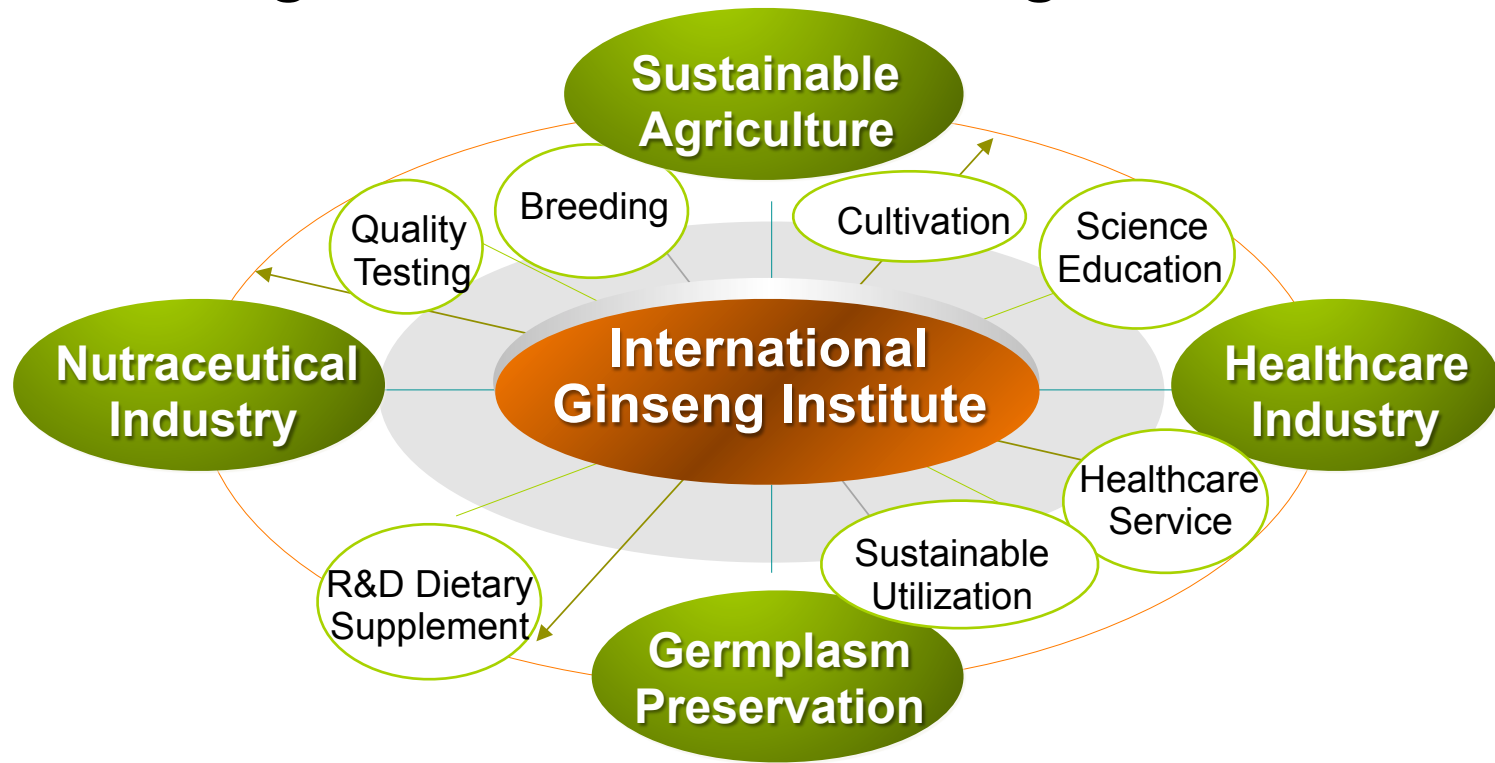 Sustainable
Agriculture
Breeding
Cultivation
Quality
Testing
Science
Education
International
Ginseng Institute
Nutraceutical
Industry
Healthcare
Industry
Healthcare
Service
Sustainable
Utilization
R&D Dietary
Supplement
Germplasm
Preservation